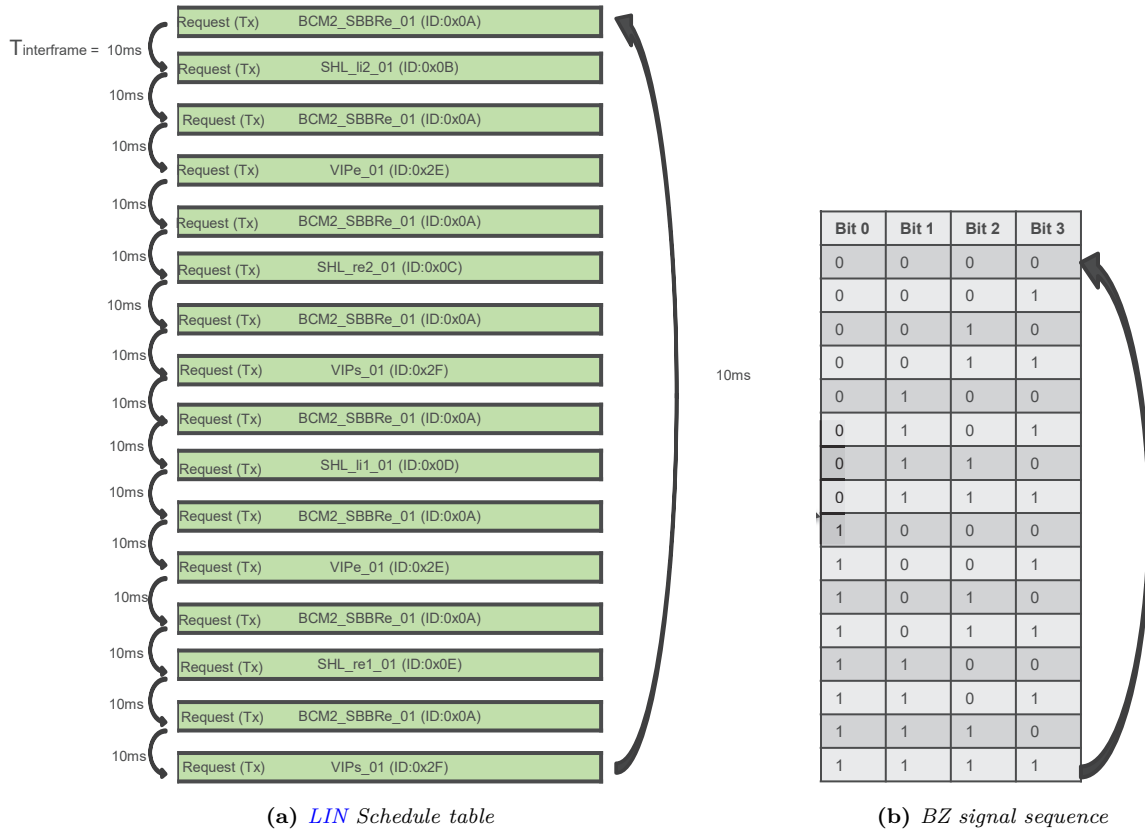 Request (Tx) BCM2_SBBRe_01 (ID:0x0A)
Tinterframe = 10ms
Request (Tx) SHL_li2_01 (ID:0x0B)
10ms
Request (Tx) BCM2_SBBRe_01 (ID:0x0A)
10ms
Request (Tx) VIPe_01 (ID:0x2E)
10ms
Request (Tx) BCM2_SBBRe_01 (ID:0x0A)
10ms
Request (Tx) SHL_re2_01 (ID:0x0C)
10ms
Request (Tx) BCM2_SBBRe_01 (ID:0x0A)
10ms
Request (Tx) VIPs_01 (ID:0x2F)
10ms
Request (Tx) BCM2_SBBRe_01 (ID:0x0A)
10ms
Request (Tx) SHL_li1_01 (ID:0x0D)
10ms
Request (Tx) BCM2_SBBRe_01 (ID:0x0A)
10ms
Request (Tx) VIPe_01 (ID:0x2E)
10ms
Request (Tx) BCM2_SBBRe_01 (ID:0x0A)
10ms
Request (Tx) SHL_re1_01 (ID:0x0E)
10ms
Request (Tx) BCM2_SBBRe_01 (ID:0x0A)
10ms
Request (Tx) VIPs_01 (ID:0x2F)
10ms
(a) LIN Schedule table
Bit 0 Bit 1 Bit 2 Bit 3
0 0 0 0
0 0 0 1
0 0 1 0
0 0 1 1
0 1 0 0
0 1 0 1
0 1 1 0
0 1 1 1
1 0 0 0
1 0 0 1
1 0 1 0
1 0 1 1
1 1 0 0
1 1 0 1
1 1 1 0
1 1 1 1
(b) BZ signal sequence